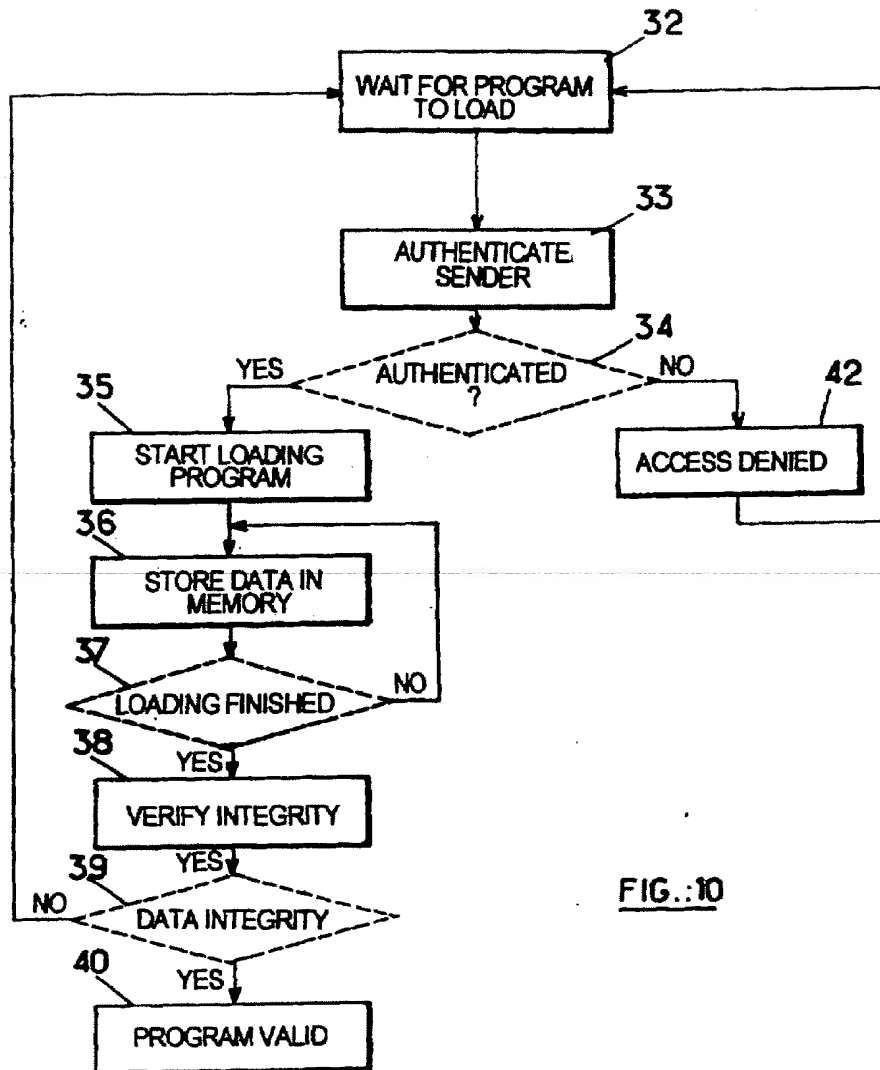 32
WAIT FOR PROGRAM
TO LOAD
33
AUTHENTICATE
SENDER
34
YES
AUTHENTICATED
?
NO
35
42
START LOADING
PROGRAM
ACCESS DENIED
36
STORE DATA IN
MEMORY
37
LOADING FINISHED
NO
38
YES
VERIFY INTEGRITY
39
YES
NO
DATA INTEGRITY
FIG.:10
40
YES
PROGRAM VALID